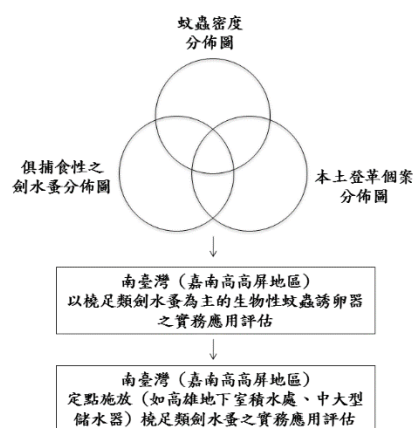 蚊蟲密度
分佈圖
俱捕食性之
劍水蚤分佈圖
本土登革個案
分佈圖
南臺灣（嘉南高高屏地區）
以橈足類劍水蚤為主的生物性蚊蟲誘卵器
之實務應用評估
南臺灣（嘉南高高屏地區）
定點施放（如高雄地下室積水處、中大型
儲水器）橈足類劍水蚤之實務應用評估